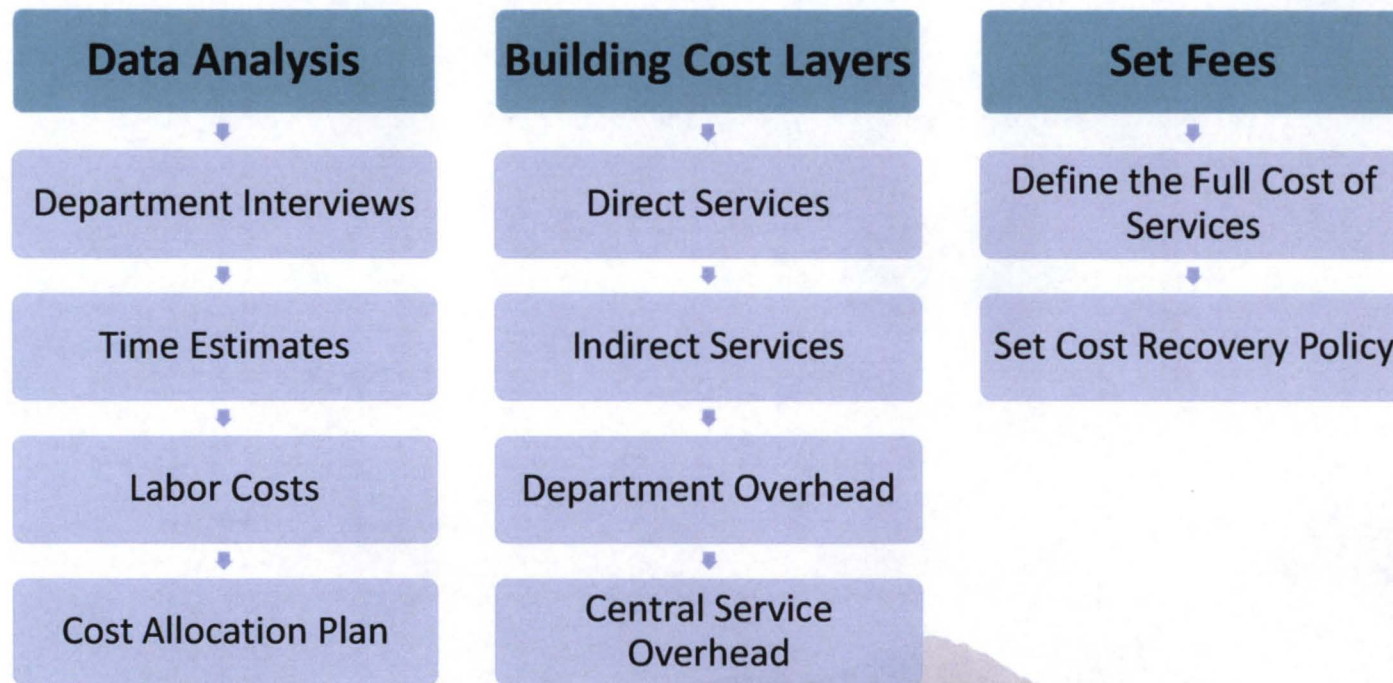 Data Analysis
Department Interviews
Time Estimates
Labor Costs
Cost Allocation Plan
Building Cost Layers
Direct Services
Indirect Services
Department Overhead
Central Service
Overhead
Set Fees
Define the Full Cost of
Services
Set Cost Recovery Policy